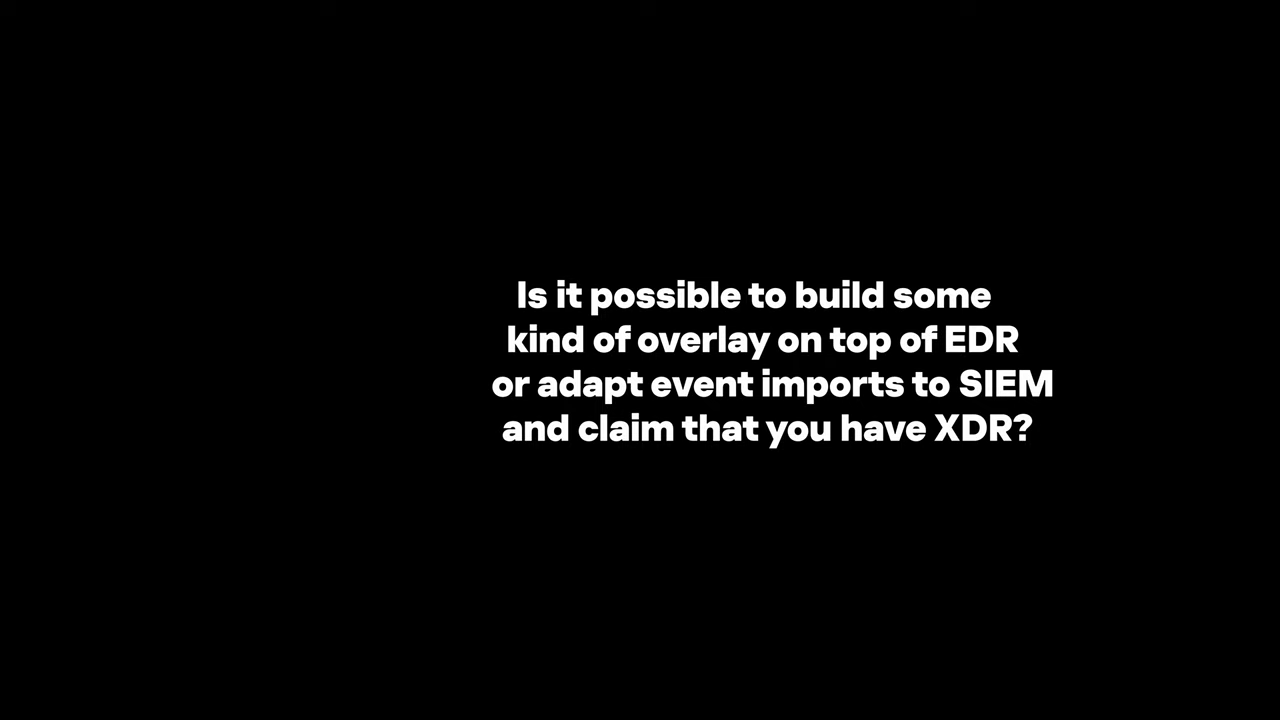 Is it possible to build some
kind of overlay on top of EDR
or adapt event imports to SIEM
and claim that you have XDR?